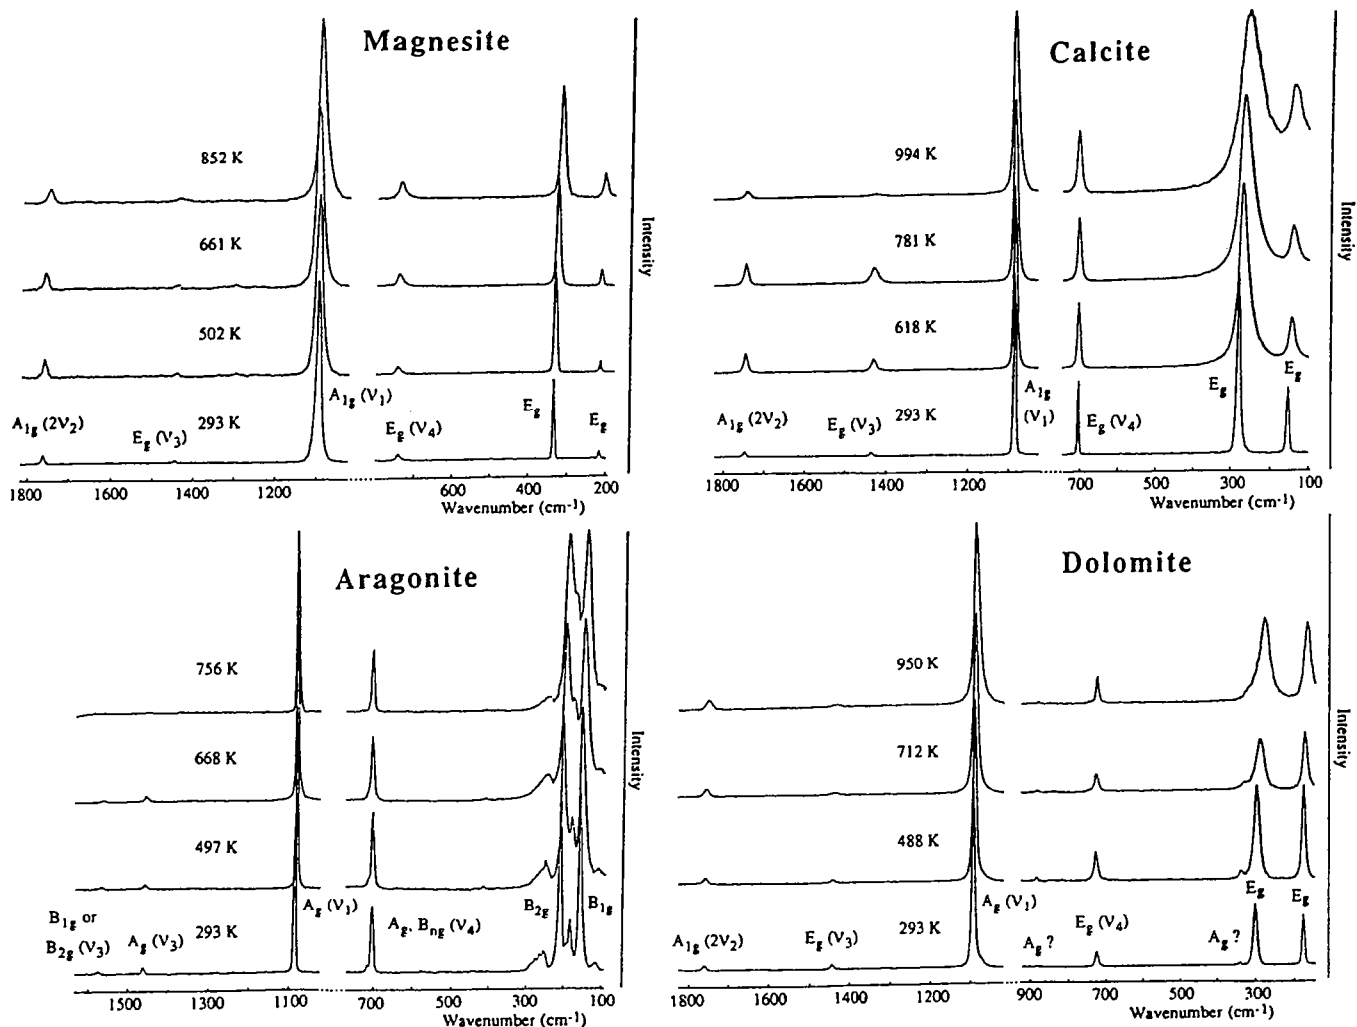 Magnesite
852 K
661 K
502 K
293 K
A1g (2ν2)
Eg (ν3)
A1g (ν1)
Eg (ν4)
Eg
Eg
Intensity
1800 1600 1400 1200 600 400 200
Wavenumber (cm-1)
Calcite
994 K
781 K
618 K
293 K
A1g (2ν2)
Eg (ν3)
A1g
(ν1)
Eg (ν4)
Eg
Eg
Intensity
1800 1600 1400 1200 700 500 300 100
Wavenumber (cm-1)
Aragonite
756 K
668 K
497 K
293 K
B1g or
B2g (ν3)
Ag (ν3)
Ag (ν1)
Ag, Bng (ν4)
B2g
B1g
Intensity
1500 1300 1100 700 500 300 100
Wavenumber (cm-1)
Dolomite
950 K
712 K
488 K
293 K
A1g (2ν2)
Eg (ν3)
Ag (ν1)
Ag ?
Eg (ν4)
Ag ?
Eg
Eg
Intensity
1800 1600 1400 1200 900 700 500 300
Wavenumber (cm-1)